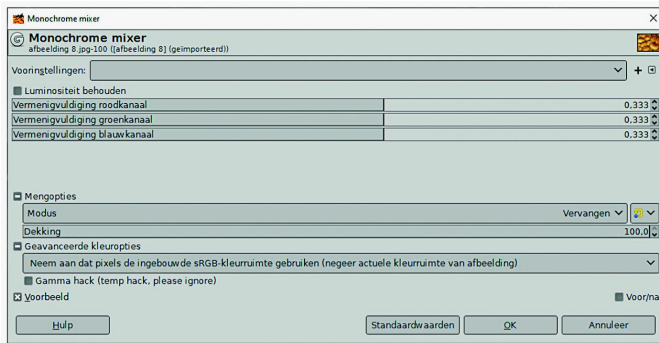 Monochrome mixer
Monochrome mixer
afbeelding 8.jpg-100 ([afbeelding 8] (geïmporteerd))
Voorinstellingen:
Luminositeit behouden
Vermenigvuldiging roodkanaal 0,333
Vermenigvuldiging groenkanaal 0,333
Vermenigvuldiging blauwkanaal 0,333
Mengopties
Modus Vervangen
Dekking 100,0
Geavanceerde kleuropties
Neem aan dat pixels de ingebouwde sRGB-kleurruimte gebruiken (negeer actuele kleurruimte van afbeelding)
Gamma hack (temp hack, please ignore)
Voorbeeld Voor/na
Hulp Standaardwaarden OK Annuleer